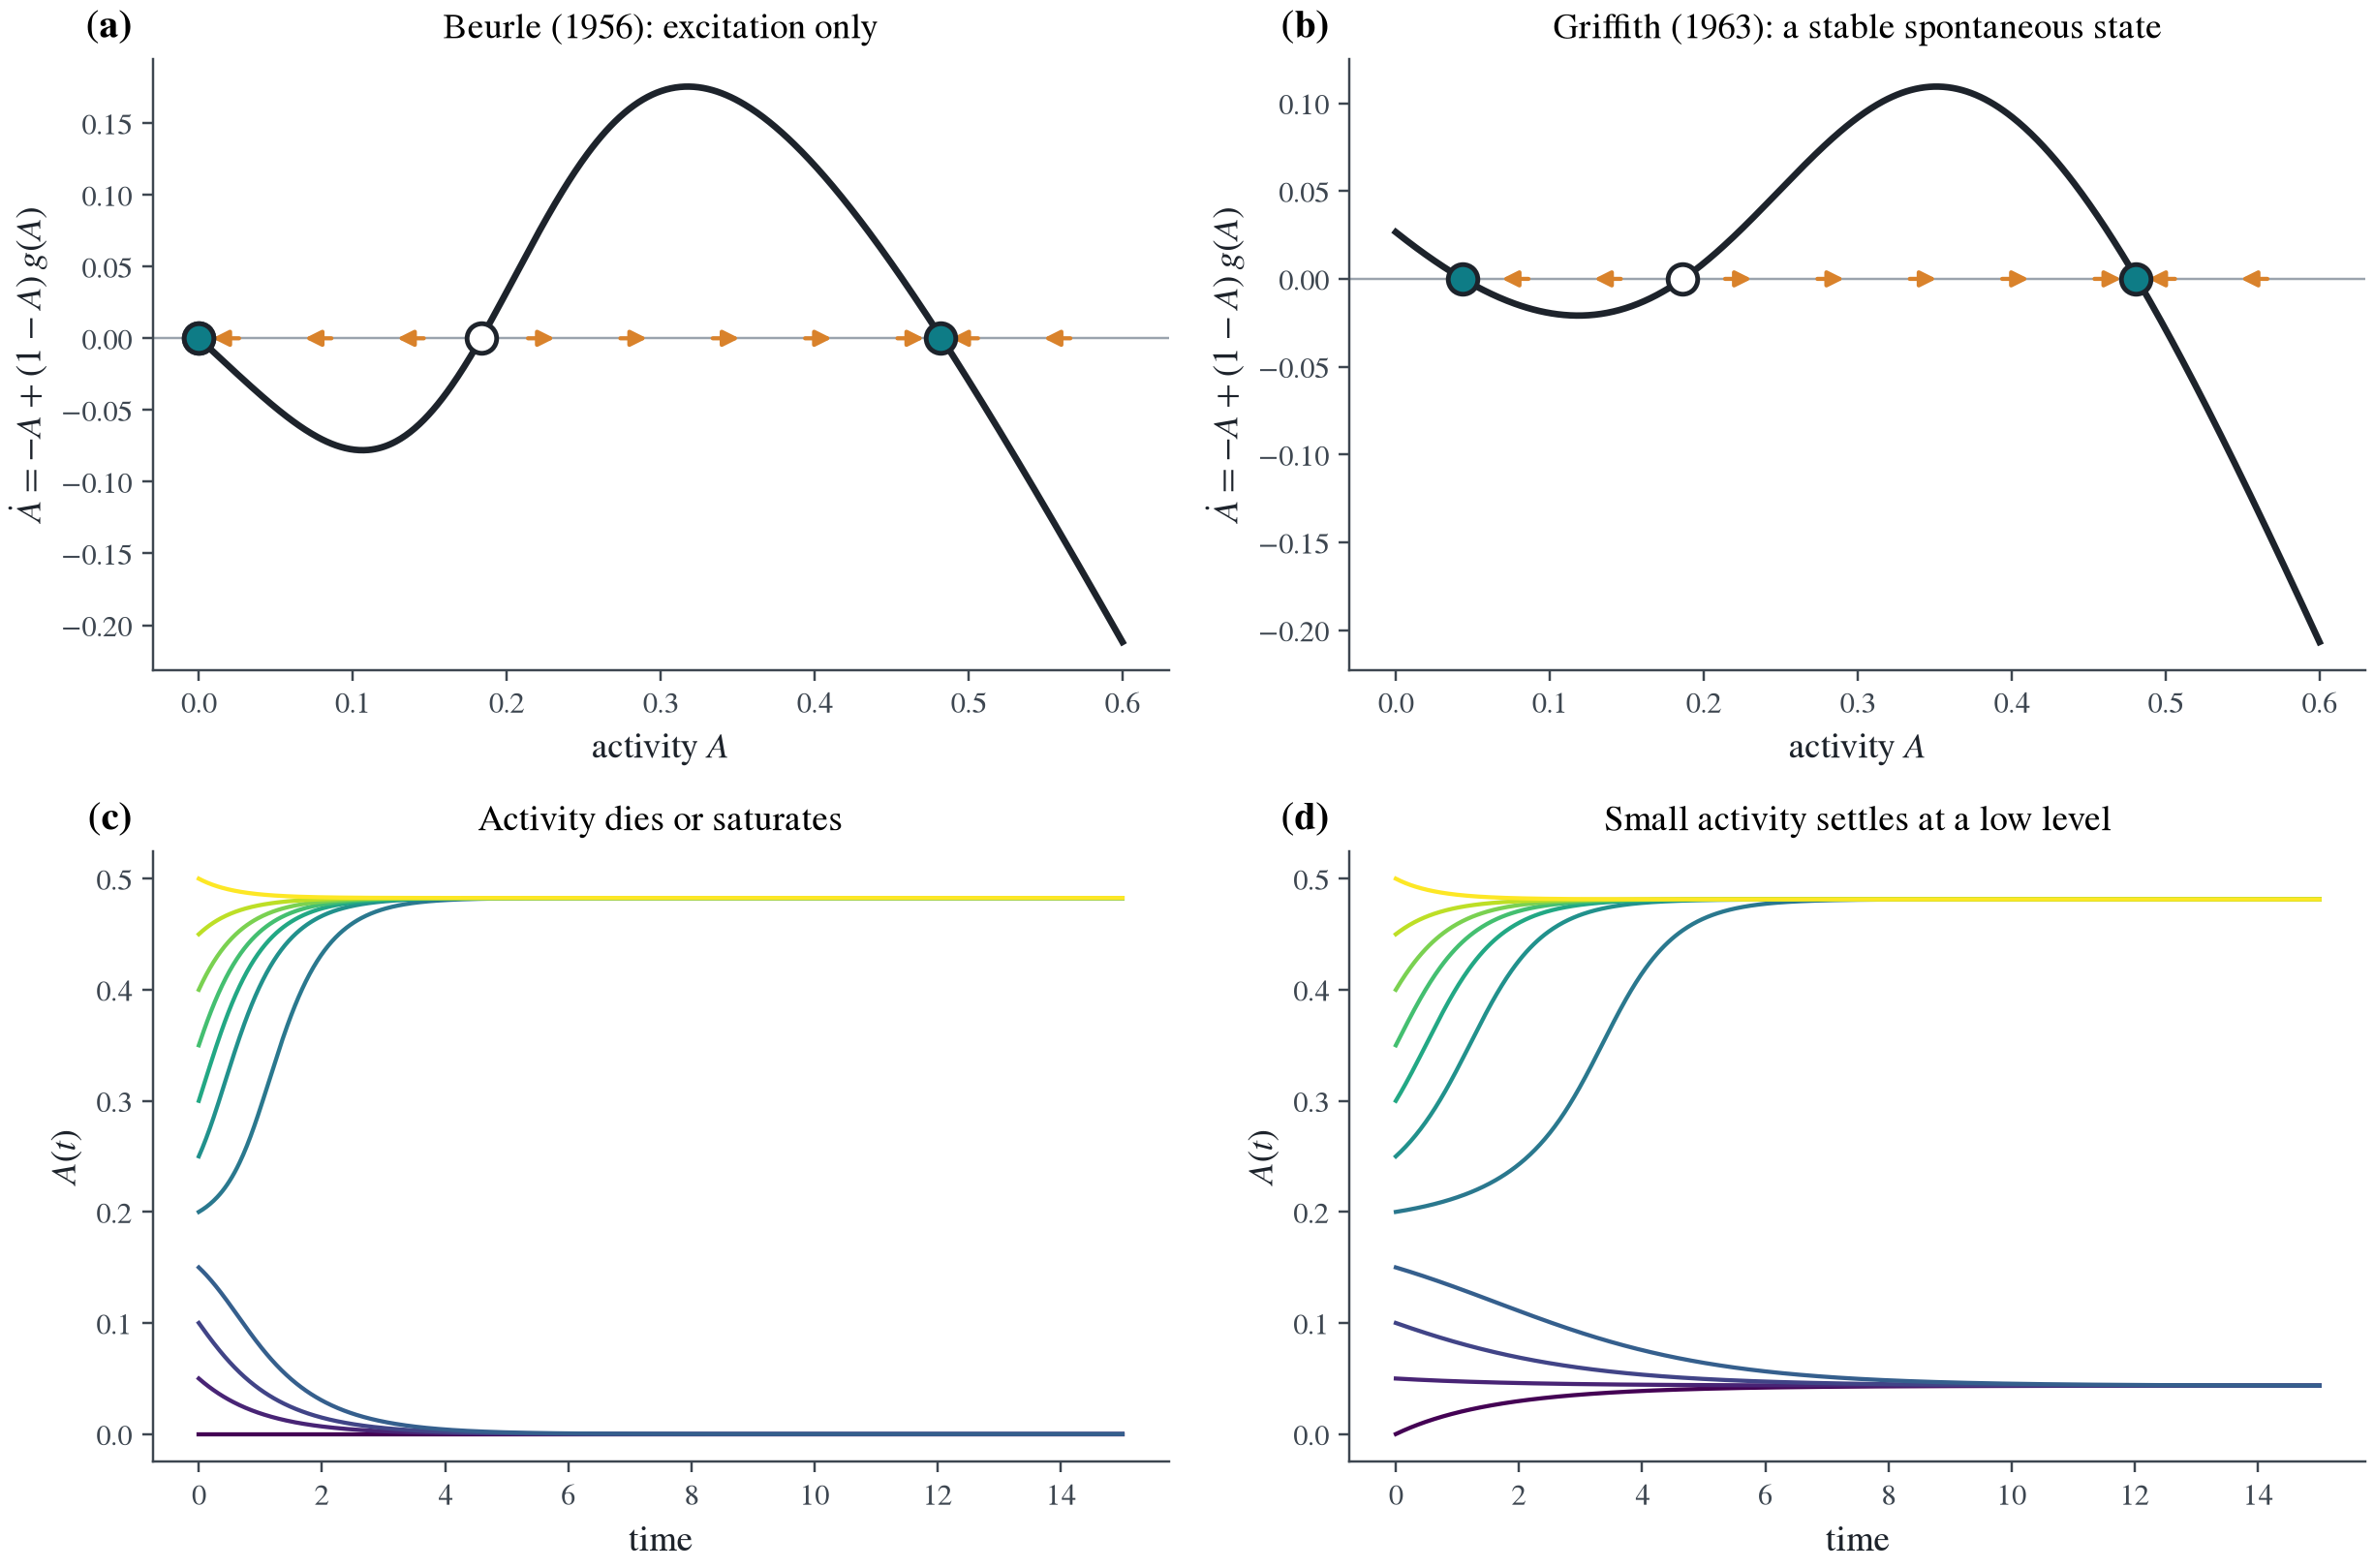 (a)
Beurle (1956): excitation only
Ȧ = −A + (1 − A) g(A)
0.15
0.10
0.05
0.00
−0.05
−0.10
−0.15
−0.20
0.0 0.1 0.2 0.3 0.4 0.5 0.6
activity A
(b)
Griffith (1963): a stable spontaneous state
Ȧ = −A + (1 − A) g(A)
0.10
0.05
0.00
−0.05
−0.10
−0.15
−0.20
0.0 0.1 0.2 0.3 0.4 0.5 0.6
activity A
(c)
Activity dies or saturates
A(t)
0.5
0.4
0.3
0.2
0.1
0.0
0 2 4 6 8 10 12 14
time
(d)
Small activity settles at a low level
A(t)
0.5
0.4
0.3
0.2
0.1
0.0
0 2 4 6 8 10 12 14
time